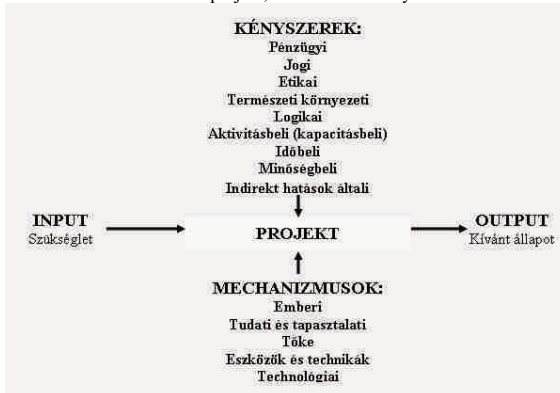 KÉNYSZEREK:
Pénzügyi
Jogi
Etikai
Természeti környezeti
Logikai
Aktivitásbeli (kapacitásbeli)
Időbeli
Minőségbeli
Indirekt hatások általi
INPUT
Szükséglet
PROJEKT
OUTPUT
Kívánt állapot
MECHANIZMUSOK:
Emberi
Tudati és tapasztalati
Tőke
Eszközök és technikák
Technológiai